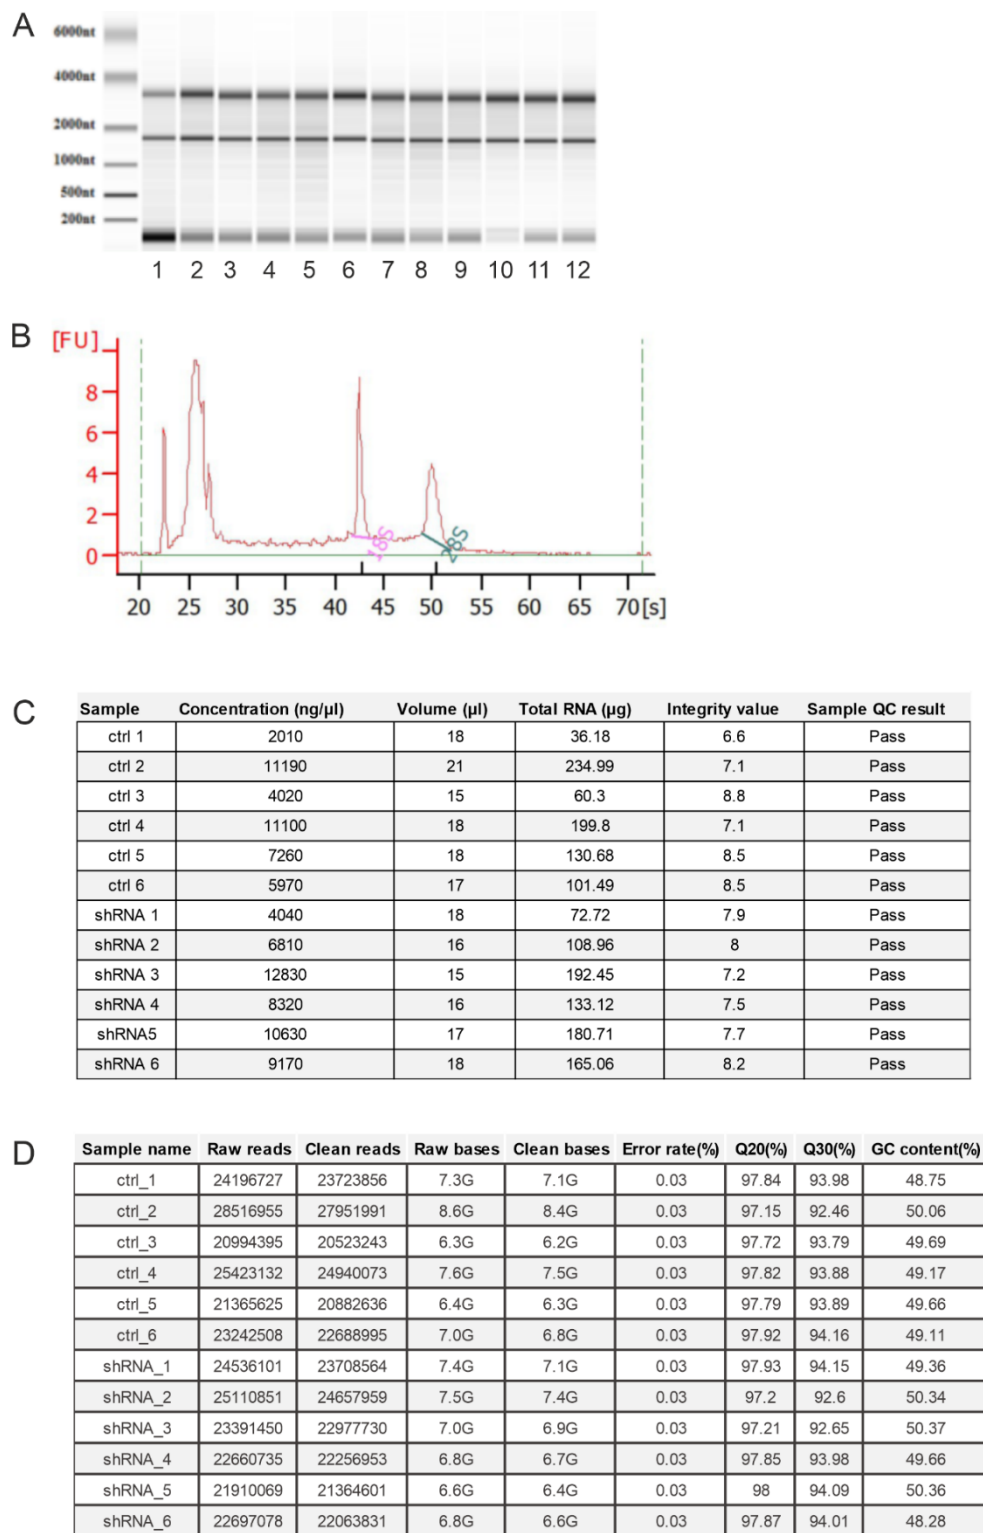 A
6000nt
4000nt
2000nt
1000nt
500nt
200nt
1 2 3 4 5 6 7 8 9 10 11 12
B
[FU]
8
6
4
2
0
18S
28S
20 25 30 35 40 45 50 55 60 65 70 [s]
C
Sample Concentration (ng/µl) Volume (µl) Total RNA (µg) Integrity value Sample QC result
ctrl 1 2010 18 36.18 6.6 Pass
ctrl 2 11190 21 234.99 7.1 Pass
ctrl 3 4020 15 60.3 8.8 Pass
ctrl 4 11100 18 199.8 7.1 Pass
ctrl 5 7260 18 130.68 8.5 Pass
ctrl 6 5970 17 101.49 8.5 Pass
shRNA 1 4040 18 72.72 7.9 Pass
shRNA 2 6810 16 108.96 8 Pass
shRNA 3 12830 15 192.45 7.2 Pass
shRNA 4 8320 16 133.12 7.5 Pass
shRNA5 10630 17 180.71 7.7 Pass
shRNA 6 9170 18 165.06 8.2 Pass
D
Sample name Raw reads Clean reads Raw bases Clean bases Error rate(%) Q20(%) Q30(%) GC content(%)
ctrl_1 24196727 23723856 7.3G 7.1G 0.03 97.84 93.98 48.75
ctrl_2 28516955 27951991 8.6G 8.4G 0.03 97.15 92.46 50.06
ctrl_3 20994395 20523243 6.3G 6.2G 0.03 97.72 93.79 49.69
ctrl_4 25423132 24940073 7.6G 7.5G 0.03 97.82 93.88 49.17
ctrl_5 21365625 20882636 6.4G 6.3G 0.03 97.79 93.89 49.66
ctrl_6 23242508 22688995 7.0G 6.8G 0.03 97.92 94.16 49.11
shRNA_1 24536101 23708564 7.4G 7.1G 0.03 97.93 94.15 49.36
shRNA_2 25110851 24657959 7.5G 7.4G 0.03 97.2 92.6 50.34
shRNA_3 23391450 22977730 7.0G 6.9G 0.03 97.21 92.65 50.37
shRNA_4 22660735 22256953 6.8G 6.7G 0.03 97.85 93.98 49.66
shRNA_5 21910069 21364601 6.6G 6.4G 0.03 98 94.09 50.36
shRNA_6 22697078 22063831 6.8G 6.6G 0.03 97.87 94.01 48.28